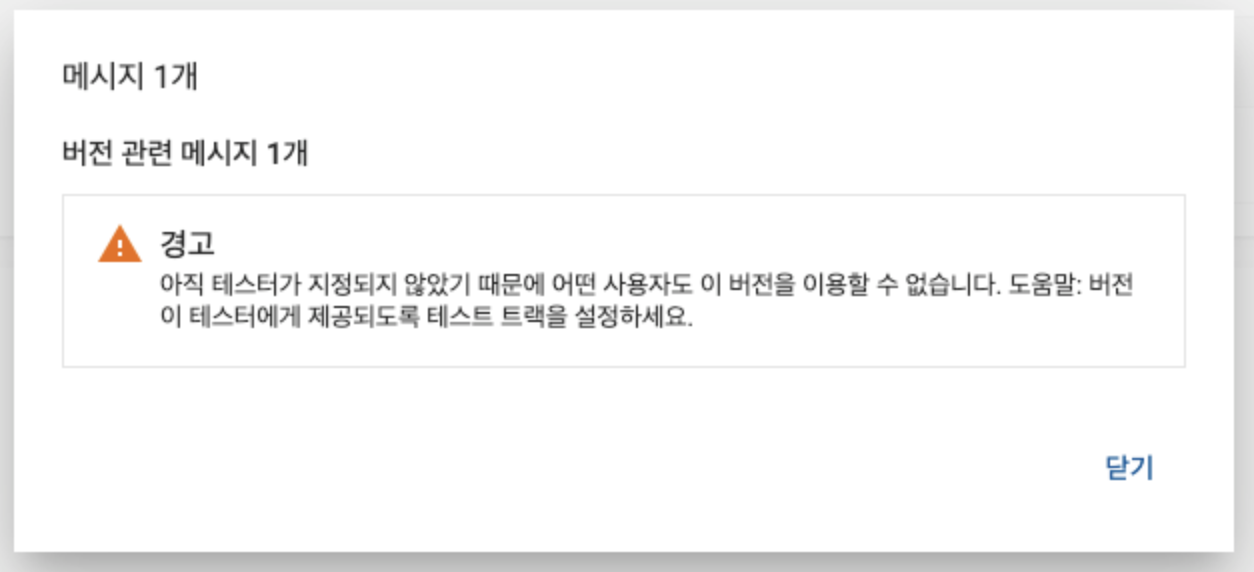 메시지 1개
버전 관련 메시지 1개
경고
아직 테스터가 지정되지 않았기 때문에 어떤 사용자도 이 버전을 이용할 수 없습니다. 도움말: 버전
이 테스터에게 제공되도록 테스트 트랙을 설정하세요.
닫기